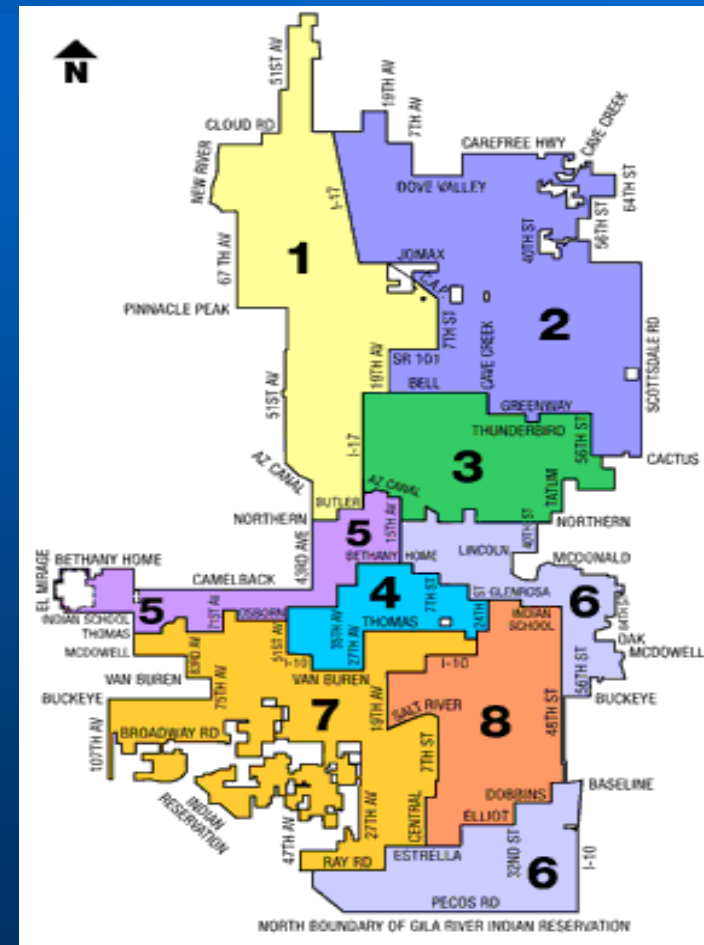 N
51ST AV
19TH AV
7TH AV
CLOUD RD
CAREFREE HWY
CAVE CREEK
NEW RIVER
DOVE VALLEY
64TH ST
I-17
56TH ST
40TH ST
67 TH AV
1
JOMAX
C.A.P.
PINNACLE PEAK
7TH ST
2
CAVE CREEK
SCOTTSDALE RD
19TH AV
SR 101
BELL
51ST AV
GREENWAY
THUNDERBIRD
56TH ST
I-17
3
AZ CANAL
AZ CANAL
CACTUS
TATUM
BUTLER
NORTHERN
5
15TH AV
40TH ST
NORTHERN
BETHANY HOME
43RD AVE
BETHANY HOME
LINCOLN
MCDONALD
EL MIRAGE
CAMELBACK
4
7TH ST
24TH ST
GLENROSA
6
64TH ST
5
71ST AV
OSBORN
INDIAN SCHOOL
35TH AV
THOMAS
INDIAN SCHOOL
THOMAS
51ST AV
27TH AV
OAK
MCDOWELL
83RD AV
I-10
I-10
MCDOWELL
VAN BUREN
75TH AV
VAN BUREN
56TH ST
BUCKEYE
19TH AV
48TH ST
BUCKEYE
7
SALT RIVER
8
BROADWAY RD
107TH AV
7TH ST
INDIAN RESERVATION
BASELINE
DOBBINS
27TH AV
CENTRAL
ELLIOT
47TH AV
32ND ST
RAY RD
ESTRELLA
6
I-10
PECOS RD
NORTH BOUNDARY OF GILA RIVER INDIAN RESERVATION